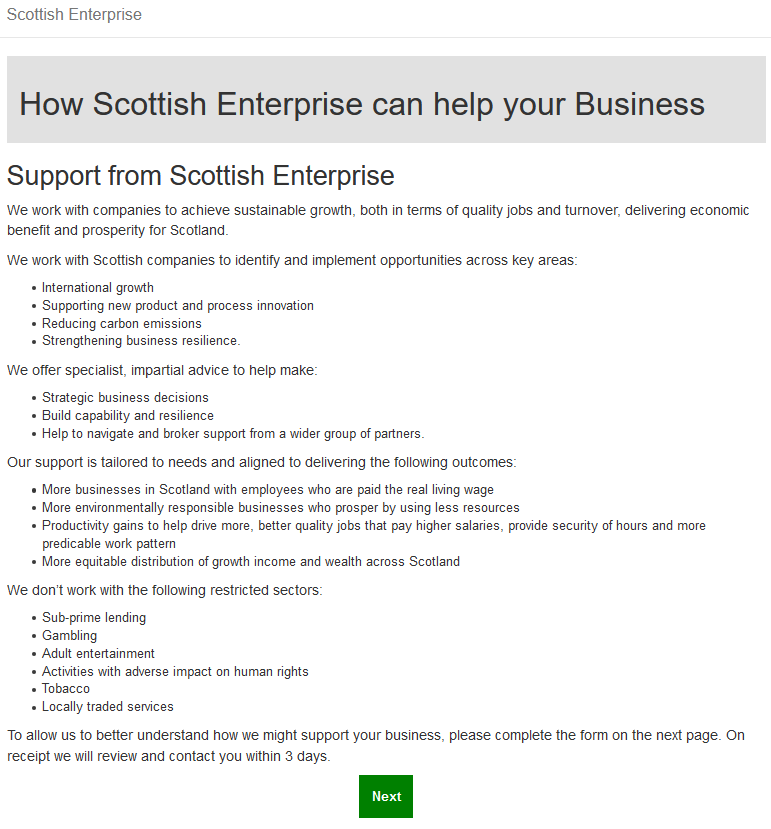 Scottish Enterprise
How Scottish Enterprise can help your Business
Support from Scottish Enterprise
We work with companies to achieve sustainable growth, both in terms of quality jobs and turnover, delivering economic
benefit and prosperity for Scotland.
We work with Scottish companies to identify and implement opportunities across key areas:
• International growth
• Supporting new product and process innovation
• Reducing carbon emissions
• Strengthening business resilience.
We offer specialist, impartial advice to help make:
• Strategic business decisions
• Build capability and resilience
• Help to navigate and broker support from a wider group of partners.
Our support is tailored to needs and aligned to delivering the following outcomes:
• More businesses in Scotland with employees who are paid the real living wage
• More environmentally responsible businesses who prosper by using less resources
• Productivity gains to help drive more, better quality jobs that pay higher salaries, provide security of hours and more
predicable work pattern
• More equitable distribution of growth income and wealth across Scotland
We don’t work with the following restricted sectors:
• Sub-prime lending
• Gambling
• Adult entertainment
• Activities with adverse impact on human rights
• Tobacco
• Locally traded services
To allow us to better understand how we might support your business, please complete the form on the next page. On
receipt we will review and contact you within 3 days.
Next